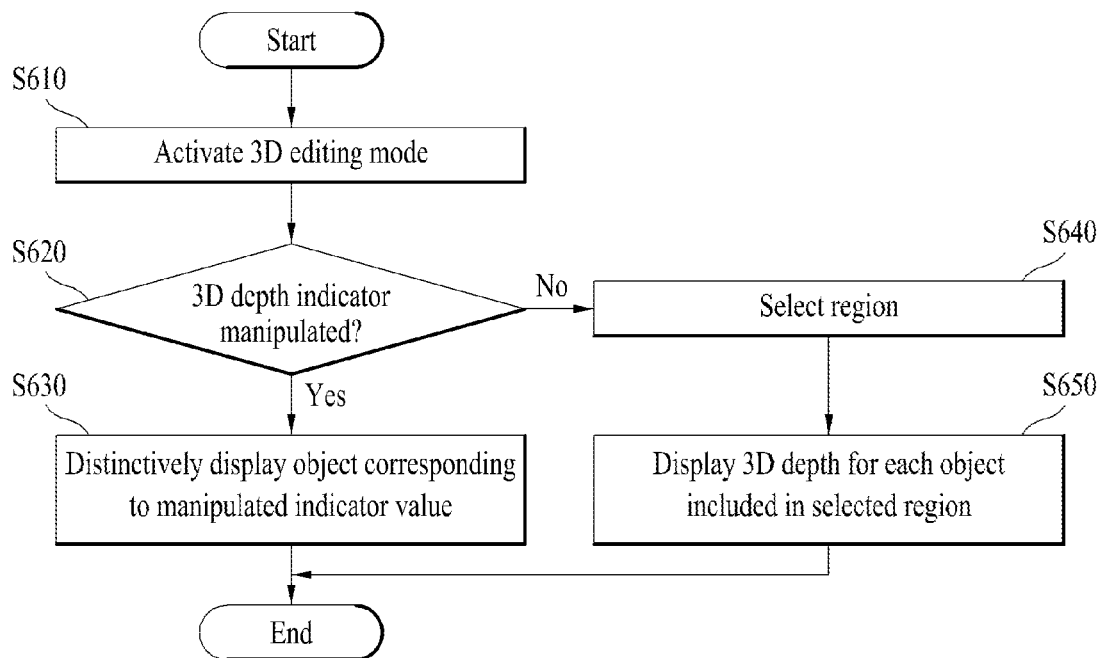 Start
S610
Activate 3D editing mode
S620
3D depth indicator
manipulated?
No
S640
Select region
Yes
S630
Distinctively display object corresponding
to manipulated indicator value
S650
Display 3D depth for each object
included in selected region
End